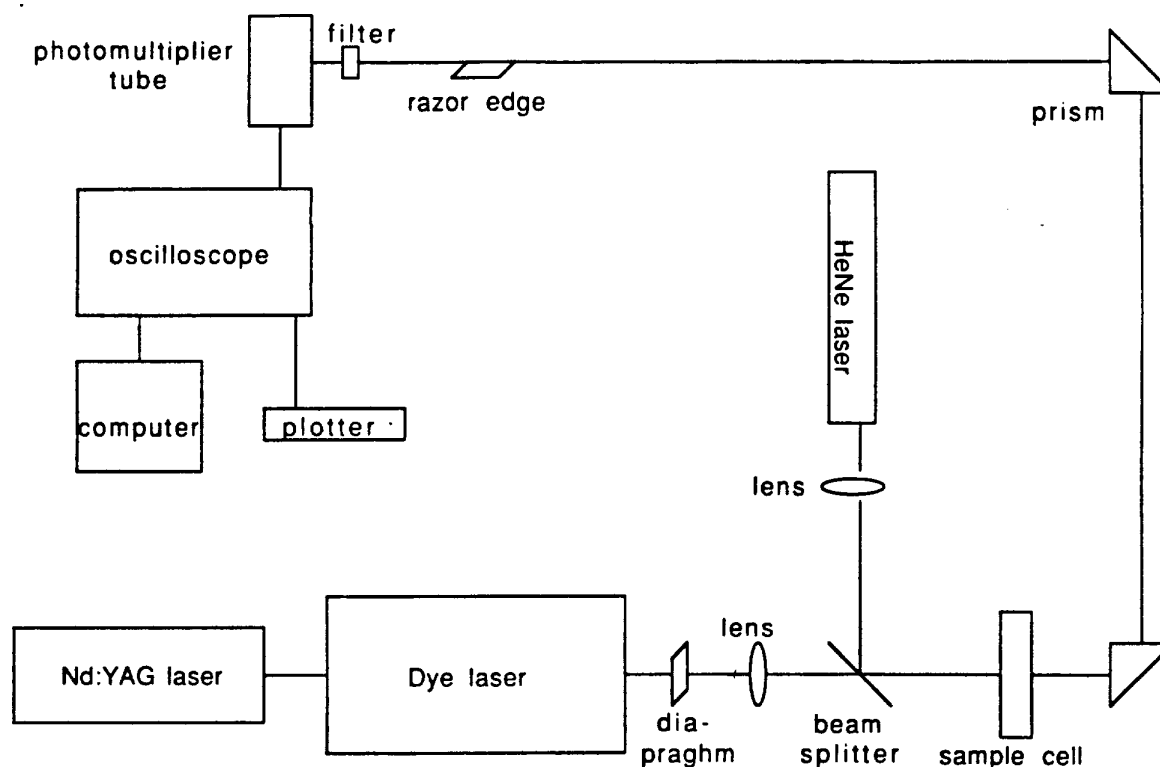 photomultiplier
tube
filter
razor edge
prism
oscilloscope
HeNe laser
computer
plotter
lens
Nd:YAG laser
Dye laser
lens
dia-
praghm
beam
splitter
sample cell